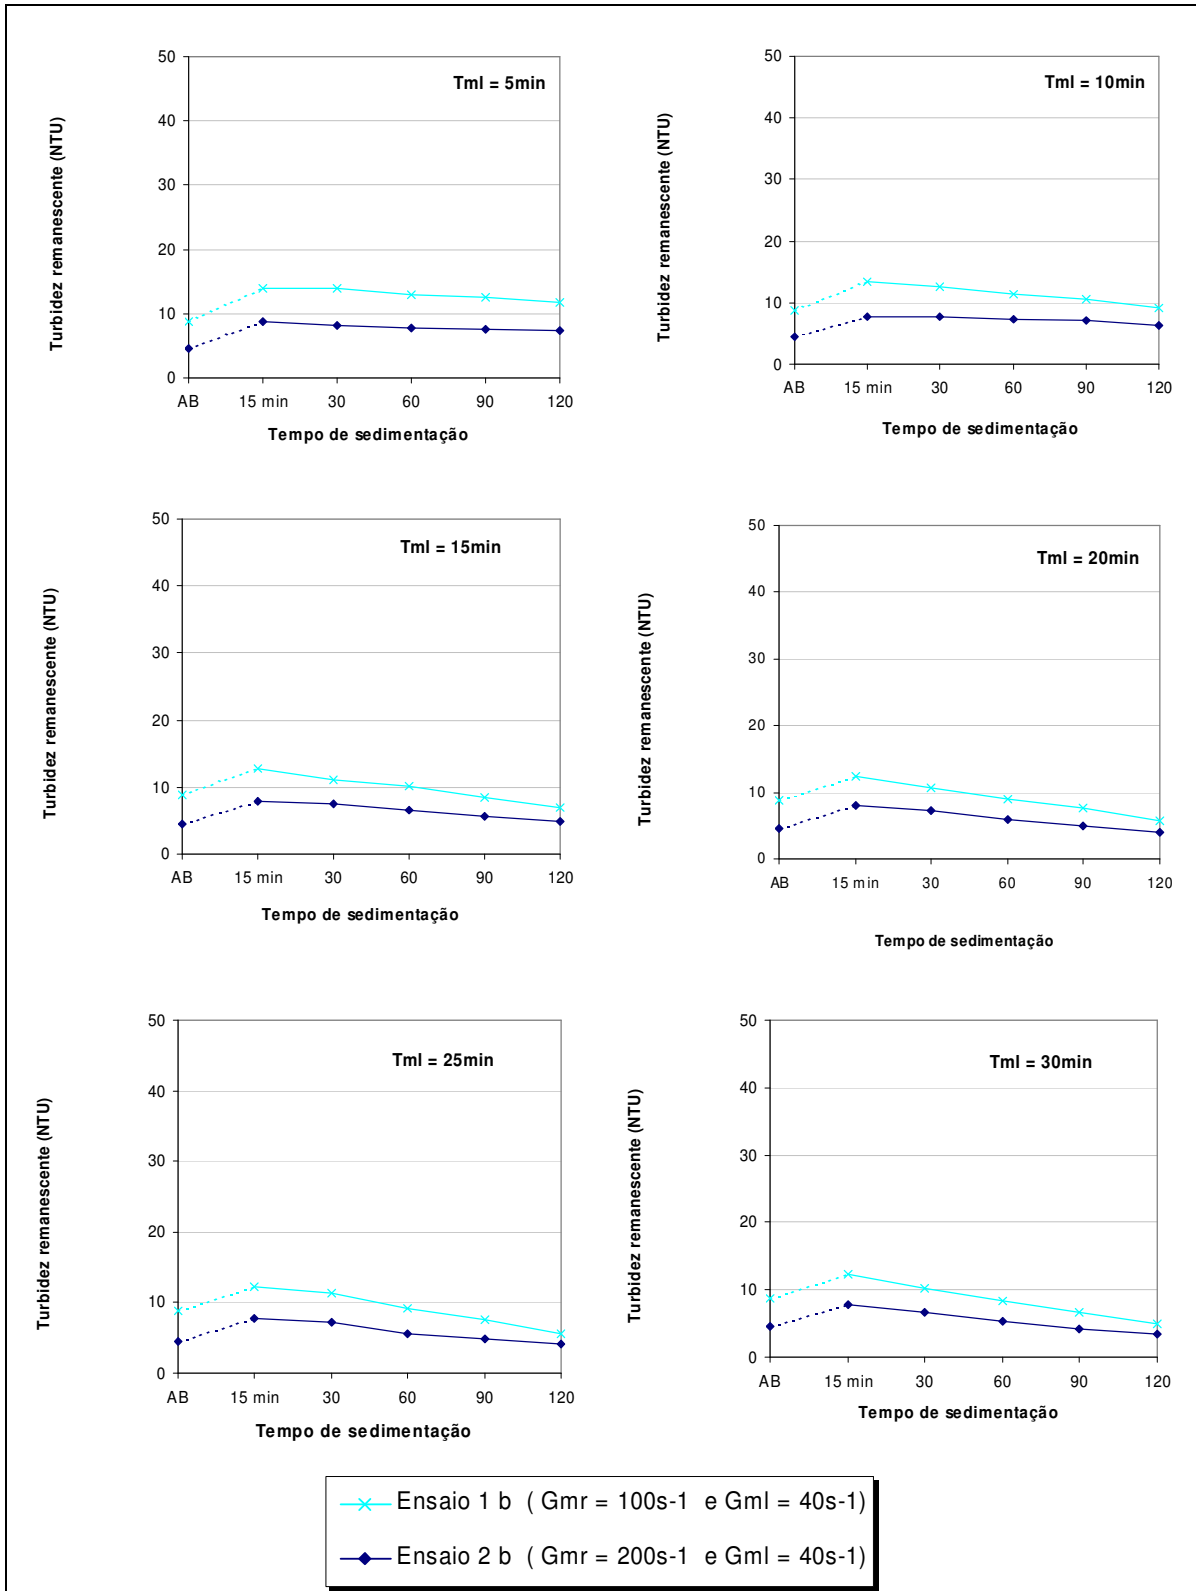 Tml = 5min
Turbidez remanescente (NTU)
50
40
30
20
10
0
AB 15 min 30 60 90 120
Tempo de sedimentação
Tml = 10min
Turbidez remanescente (NTU)
50
40
30
20
10
0
AB 15 min 30 60 90 120
Tempo de sedimentação
Tml = 15min
Turbidez remanescente (NTU)
50
40
30
20
10
0
AB 15 min 30 60 90 120
Tempo de sedimentação
Tml = 20min
Turbidez remanescente (NTU)
50
40
30
20
10
0
AB 15 min 30 60 90 120
Tempo de sedimentação
Tml = 25min
Turbidez remanescente (NTU)
50
40
30
20
10
0
AB 15 min 30 60 90 120
Tempo de sedimentação
Tml = 30min
Turbidez remanescente (NTU)
50
40
30
20
10
0
AB 15 min 30 60 90 120
Tempo de sedimentação
Ensaio 1 b ( Gmr = 100s-1 e Gml = 40s-1)
Ensaio 2 b ( Gmr = 200s-1 e Gml = 40s-1)